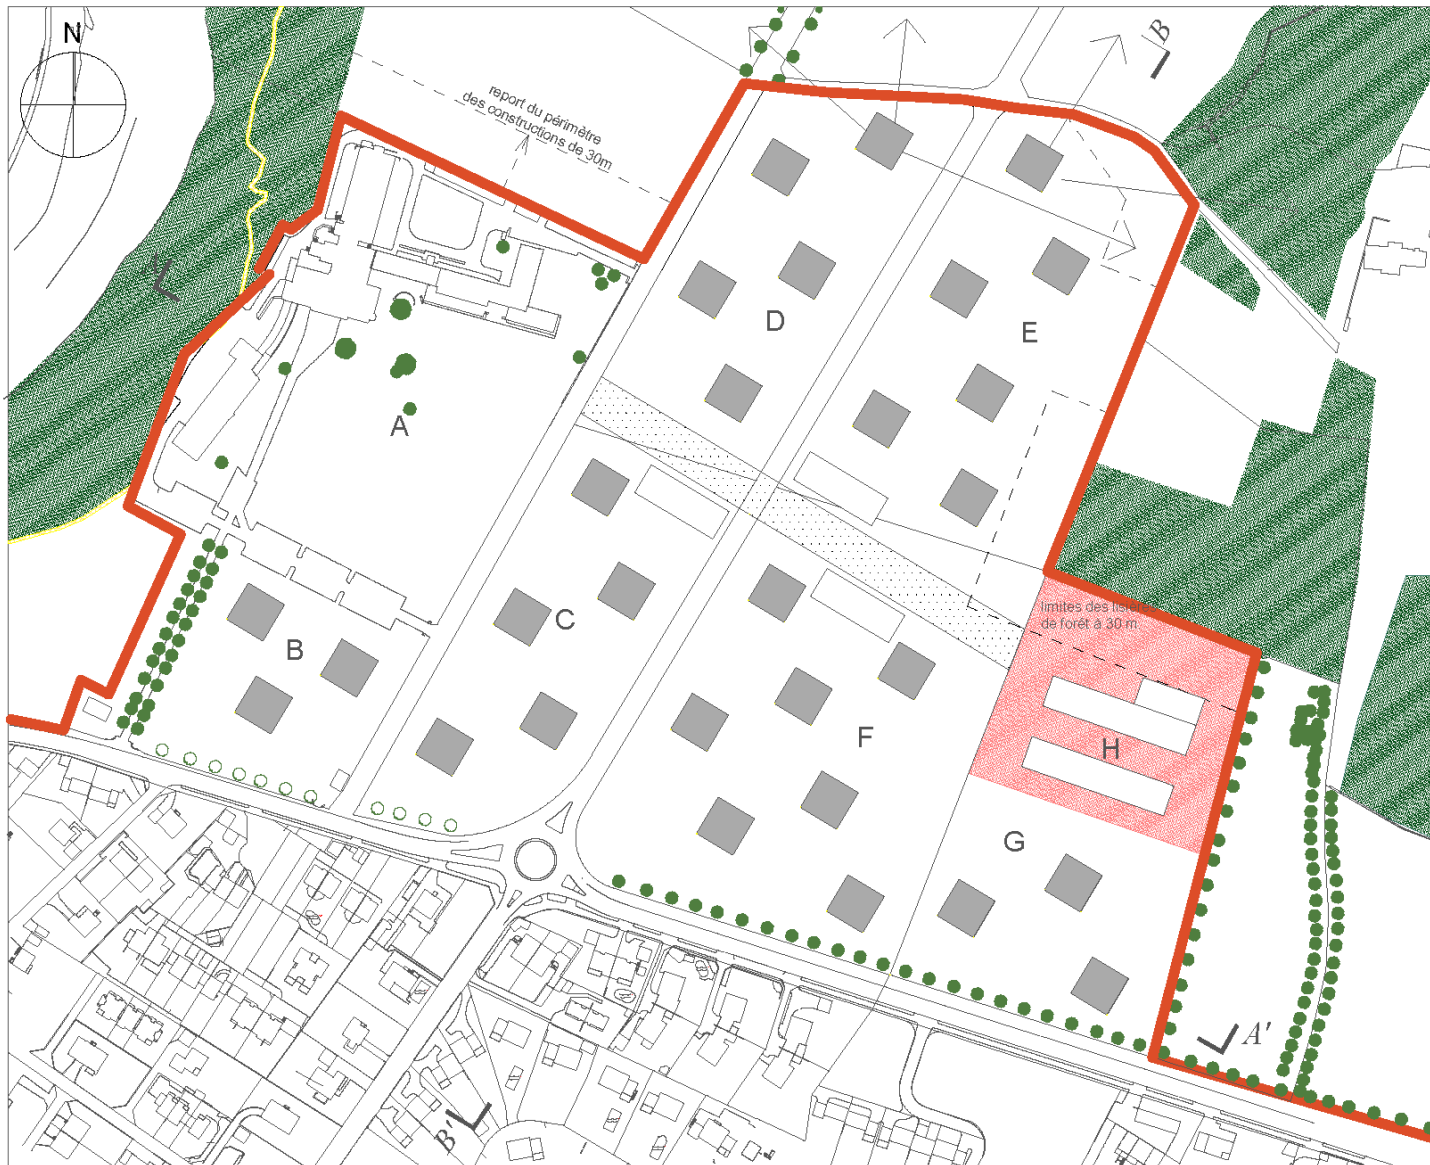 N
B
report du périmètre
des constructions de 30m
D
E
A
limites des lisières
de forêt à 30 m
C
B
F
H
G
A'
B'